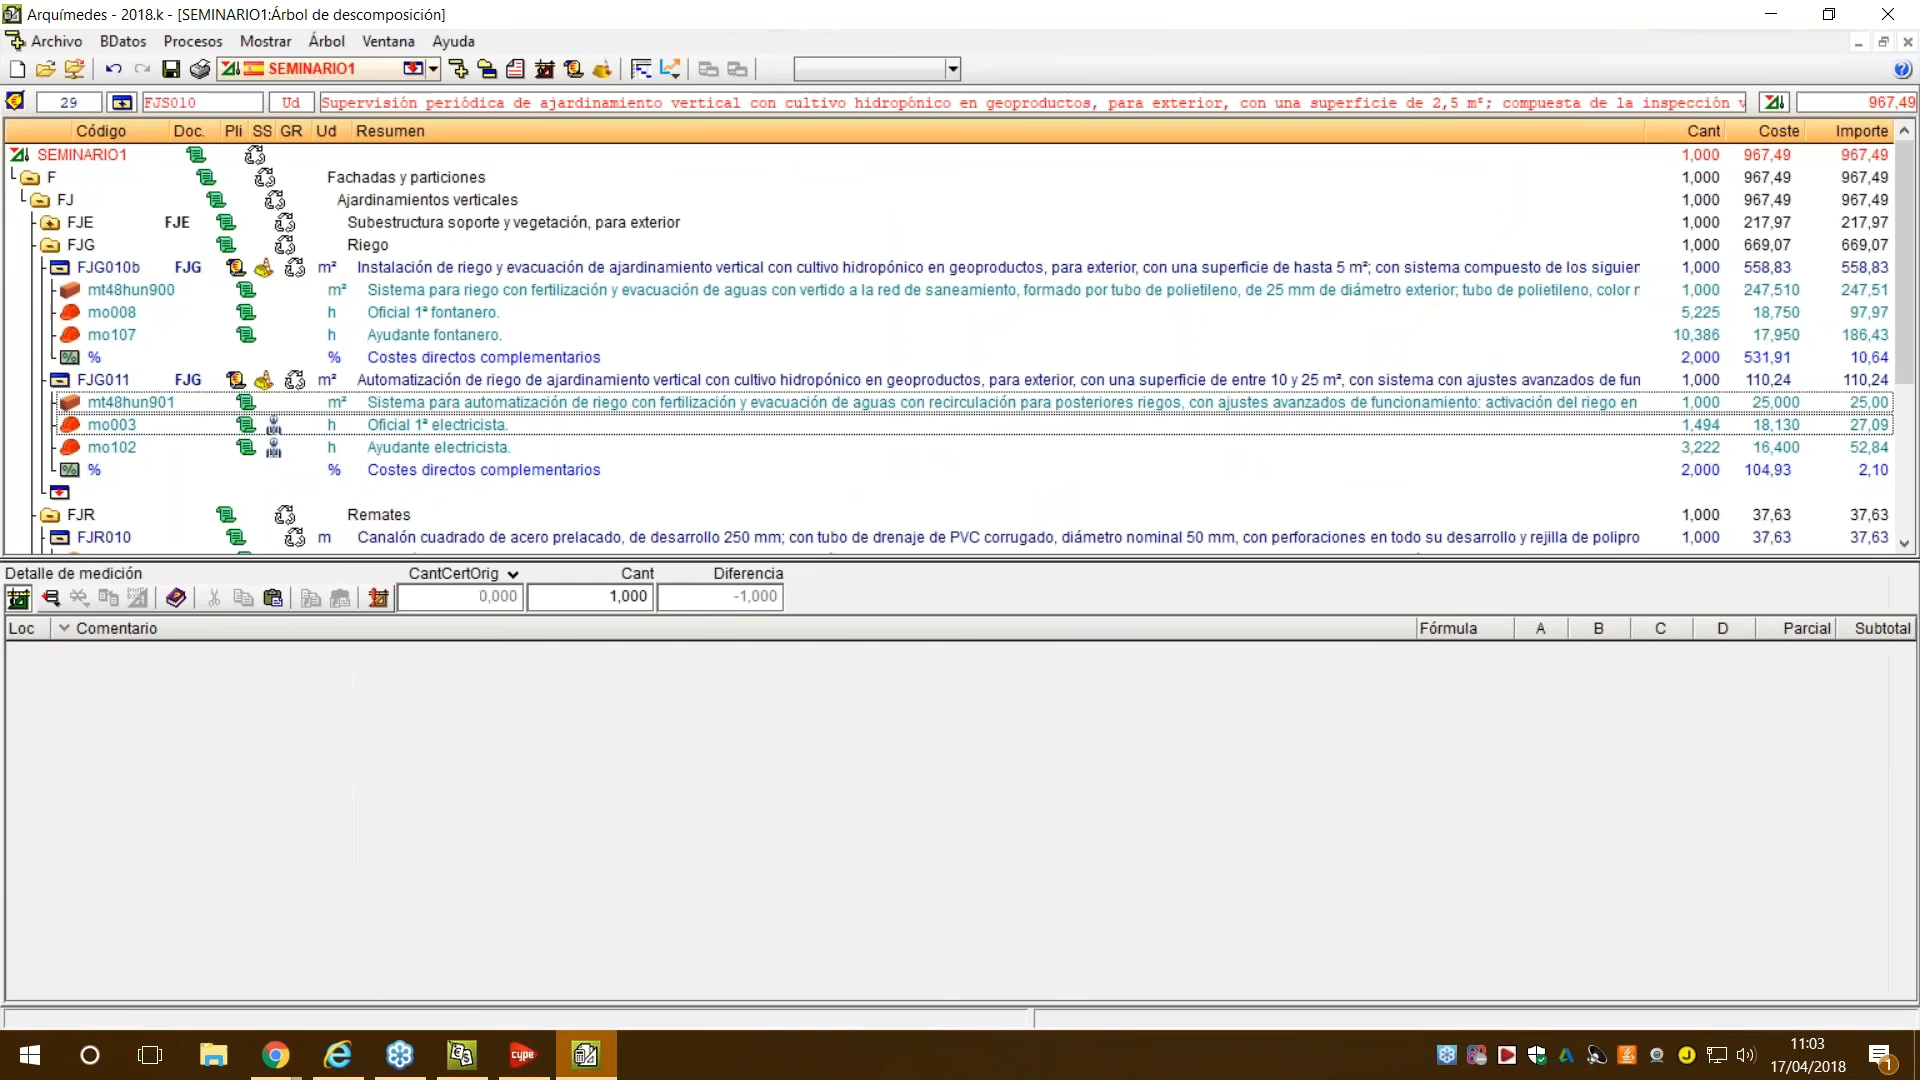 Arquímedes - 2018.k - [SEMINARIO1:Árbol de descomposición]
Archivo BDatos Procesos Mostrar Árbol Ventana Ayuda
SEMINARIO1
29 FJS010 Ud Supervisión periódica de ajardinamiento vertical con cultivo hidropónico en geoproductos, para exterior, con una superficie de 2,5 m²; compuesta de la inspección v 967,49
Código Doc. Pli SS GR Ud Resumen Cant Coste Importe
SEMINARIO1 1,000 967,49 967,49
F Fachadas y particiones 1,000 967,49 967,49
FJ Ajardinamientos verticales 1,000 967,49 967,49
FJE FJE Subestructura soporte y vegetación, para exterior 1,000 217,97 217,97
FJG Riego 1,000 669,07 669,07
FJG010b FJG m² Instalación de riego y evacuación de ajardinamiento vertical con cultivo hidropónico en geoproductos, para exterior, con una superficie de hasta 5 m²; con sistema compuesto de los siguien 1,000 558,83 558,83
mt48hun900 m² Sistema para riego con fertilización y evacuación de aguas con vertido a la red de saneamiento, formado por tubo de polietileno, de 25 mm de diámetro exterior; tubo de polietileno, color r 1,000 247,510 247,51
mo008 h Oficial 1ª fontanero. 5,225 18,750 97,97
mo107 h Ayudante fontanero. 10,386 17,950 186,43
% % Costes directos complementarios 2,000 531,91 10,64
FJG011 FJG m² Automatización de riego de ajardinamiento vertical con cultivo hidropónico en geoproductos, para exterior, con una superficie de entre 10 y 25 m², con sistema con ajustes avanzados de fun 1,000 110,24 110,24
mt48hun901 m² Sistema para automatización de riego con fertilización y evacuación de aguas con recirculación para posteriores riegos, con ajustes avanzados de funcionamiento: activación del riego en 1,000 25,000 25,00
mo003 h Oficial 1ª electricista. 1,494 18,130 27,09
mo102 h Ayudante electricista. 3,222 16,400 52,84
% % Costes directos complementarios 2,000 104,93 2,10
FJR Remates 1,000 37,63 37,63
FJR010 m Canalón cuadrado de acero prelacado, de desarrollo 250 mm; con tubo de drenaje de PVC corrugado, diámetro nominal 50 mm, con perforaciones en todo su desarrollo y rejilla de polipro 1,000 37,63 37,63
Detalle de medición CantCertOrig Cant Diferencia
0,000 1,000 -1,000
Loc Comentario Fórmula A B C D Parcial Subtotal
cype
11:03
17/04/2018
1